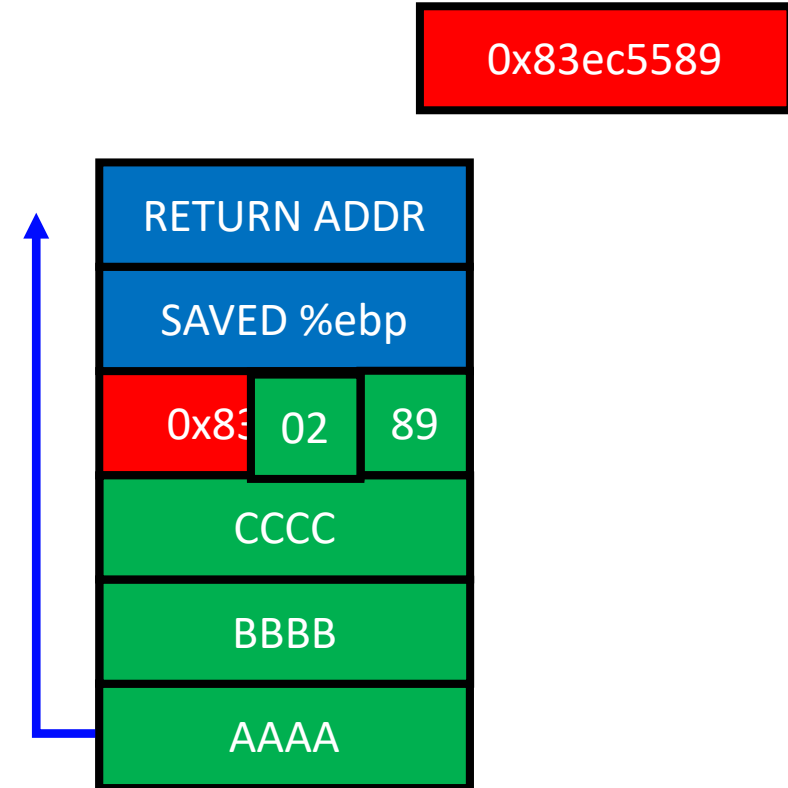 0x83ec5589
RETURN ADDR
SAVED %ebp
0x83 02 89
CCCC
BBBB
AAAA